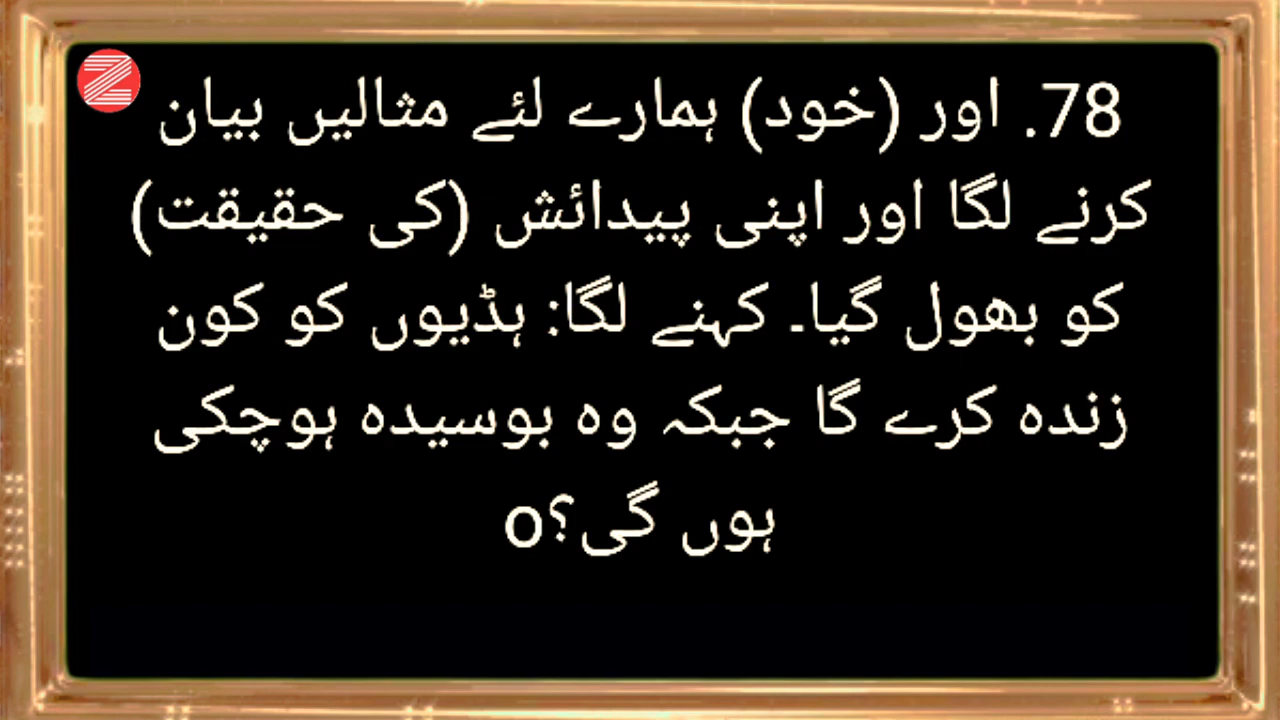 78. اور (خود) ہمارے لئے مثالیں بیان
کرنے لگا اور اپنی پیدائش (کی حقیقت)
کو بھول گیا۔ کہنے لگا: ہڈیوں کو کون
زندہ کرے گا جبکہ وہ بوسیدہ ہوچکی
ہوں گی؟o